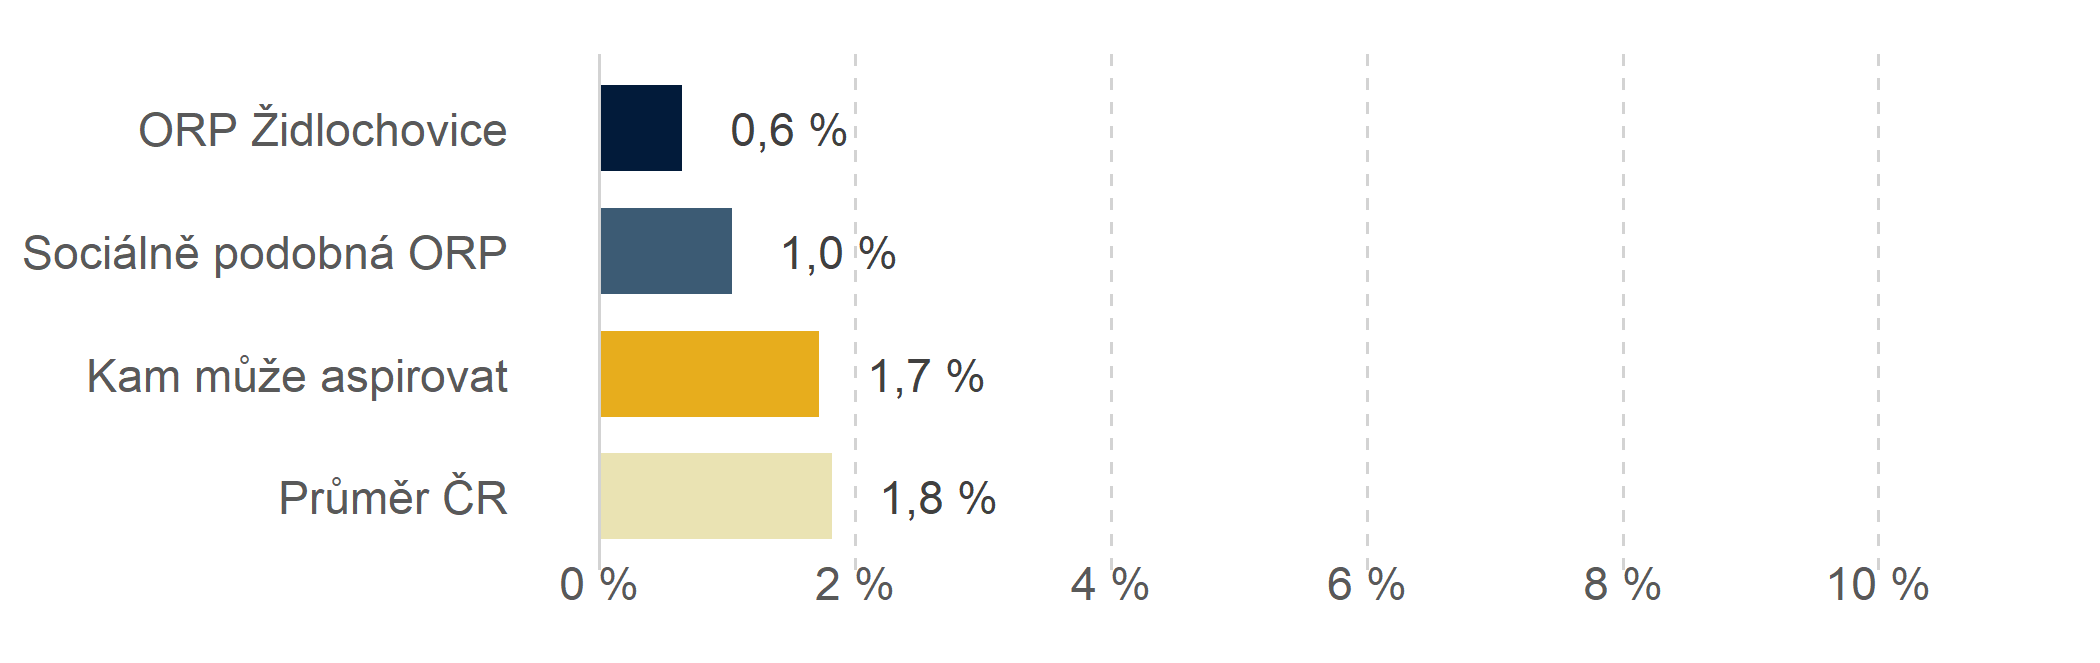 ORP Židlochovice 0,6 %
Sociálně podobná ORP 1,0 %
Kam může aspirovat 1,7 %
Průměr ČR 1,8 %
0 % 2 % 4 % 6 % 8 % 10 %